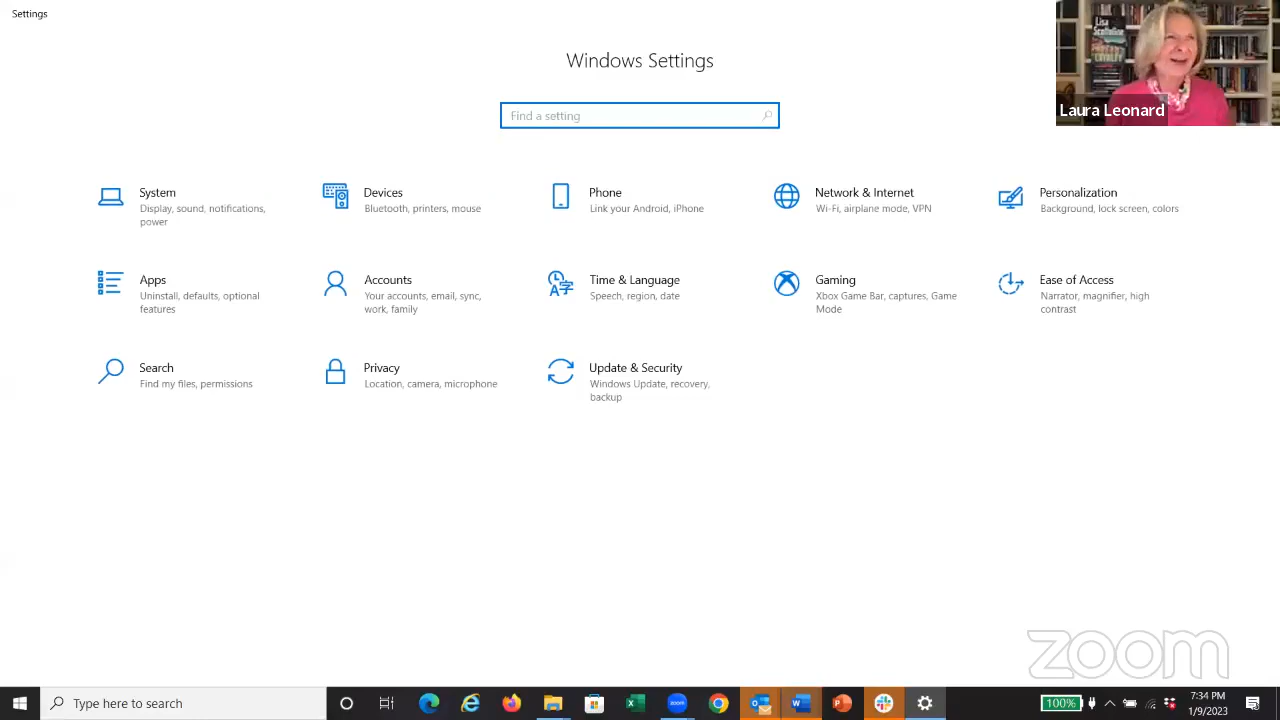 Settings
Windows Settings
Find a setting
Lisa
Scottoline
LOYALTY
Laura Leonard
System
Display, sound, notifications,
power
Devices
Bluetooth, printers, mouse
Phone
Link your Android, iPhone
Network & Internet
Wi-Fi, airplane mode, VPN
Personalization
Background, lock screen, colors
Apps
Uninstall, defaults, optional
features
Accounts
Your accounts, email, sync,
work, family
Time & Language
Speech, region, date
Gaming
Xbox Game Bar, captures, Game
Mode
Ease of Access
Narrator, magnifier, high
contrast
Search
Find my files, permissions
Privacy
Location, camera, microphone
Update & Security
Windows Update, recovery,
backup
zoom
Type here to search
zoom
100%
7:34 PM
1/9/2023